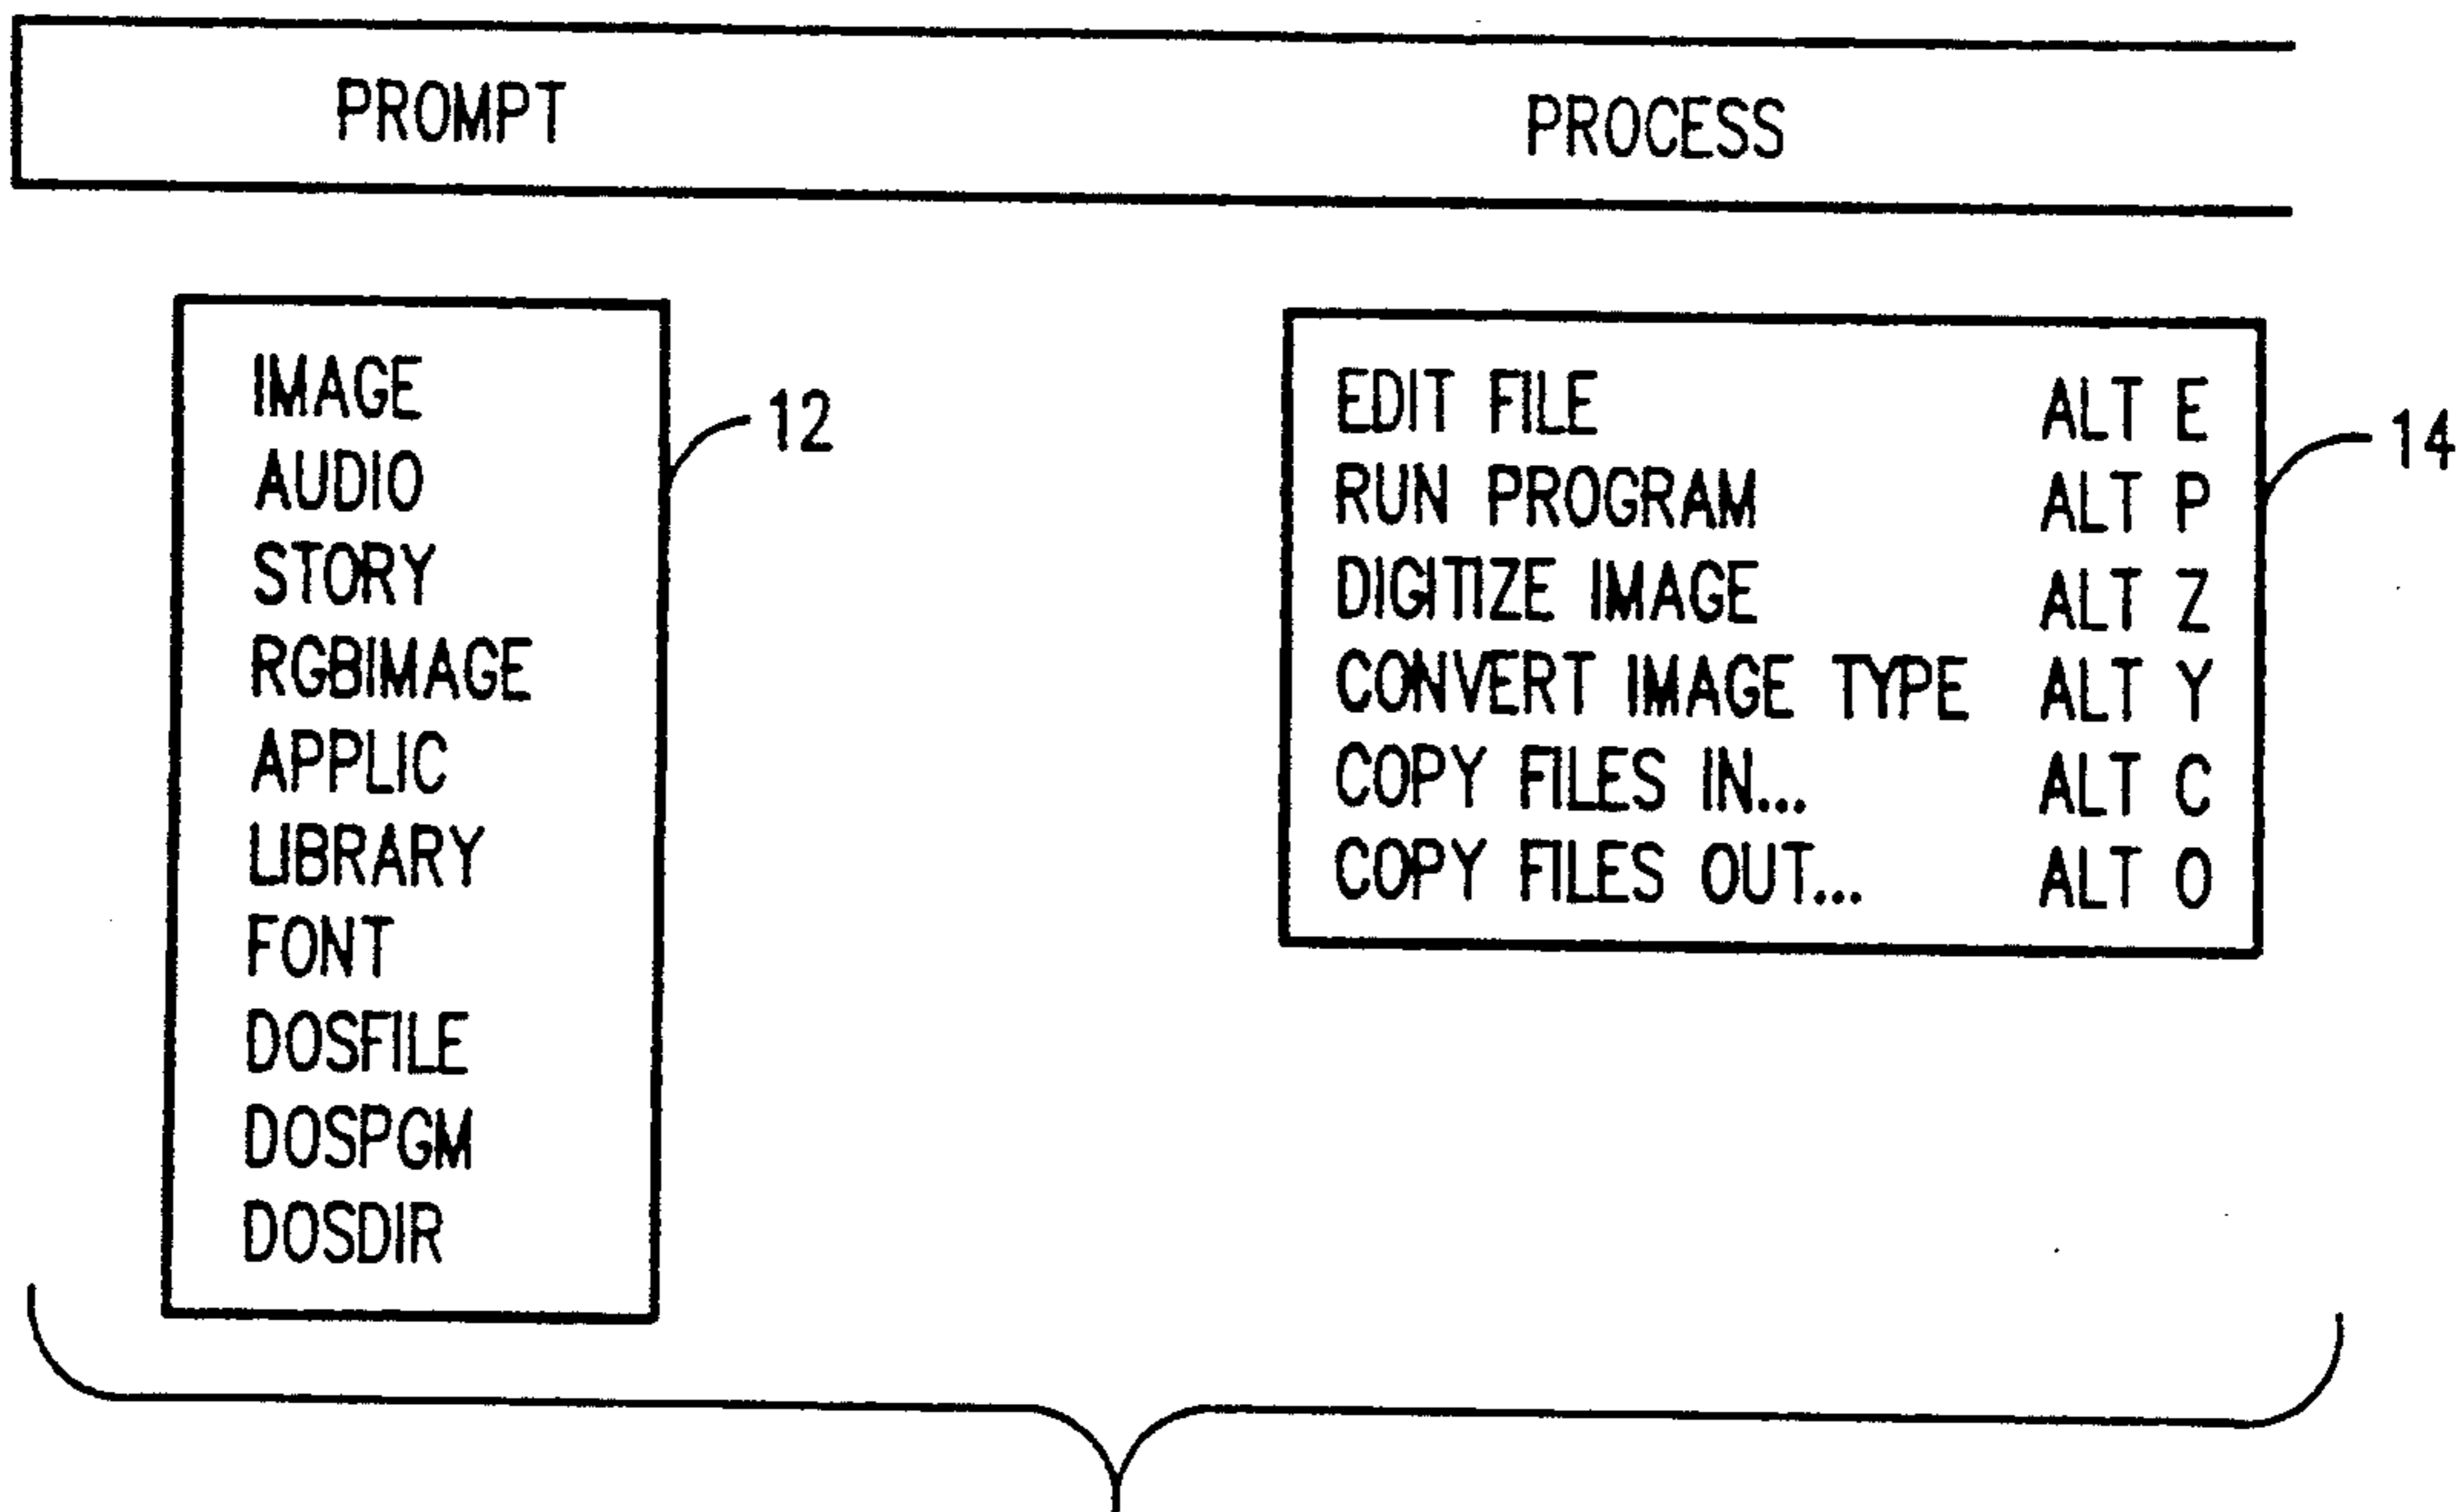 PROMPT PROCESS
IMAGE
AUDIO
STORY
RGBIMAGE
APPLIC
LIBRARY
FONT
DOSFILE
DOSPGM
DOSDIR
12
EDIT FILE ALT E
RUN PROGRAM ALT P
DIGITIZE IMAGE ALT Z
CONVERT IMAGE TYPE ALT Y
COPY FILES IN... ALT C
COPY FILES OUT... ALT O
14